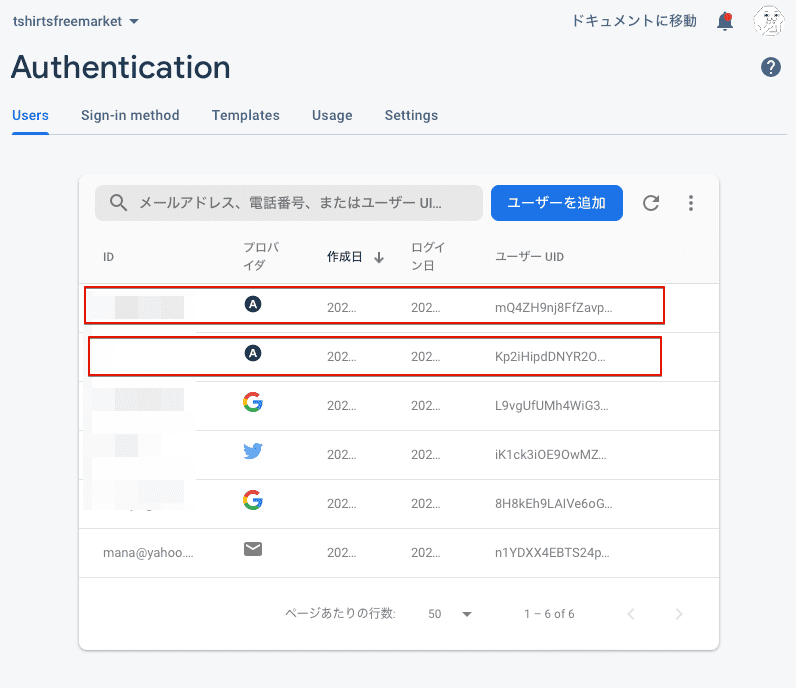 tshirtsfreemarket
ドキュメントに移動
Authentication
Users Sign-in method Templates Usage Settings
メールアドレス、電話番号、またはユーザー UI...
ユーザーを追加
ID プロバイダ 作成日 ログイン日 ユーザー UID
A 202... 202... mQ4ZH9nj8FfZavp...
A 202... 202... Kp2iHipdDNYR2O...
202... 202... L9vgUfUMh4WiG3...
202... 202... iK1ck3iOE9OwMZ...
202... 202... 8H8kEh9LAIVe6oG...
mana@yahoo.... 202... 202... n1YDXX4EBTS24p...
ページあたりの行数: 50 1 – 6 of 6